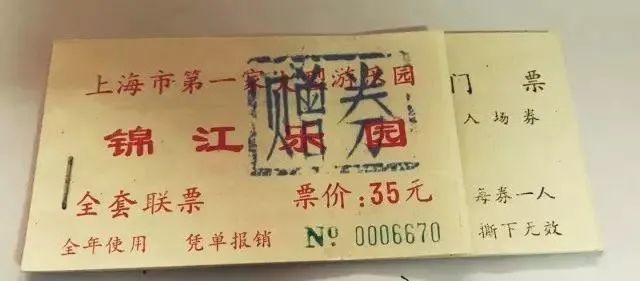 上海市第一家大型游乐园
锦江乐园
全套联票 票价:35元
全年使用 凭单报销 Nº 0006670
赠券
门票
入场券
每券一人
撕下无效